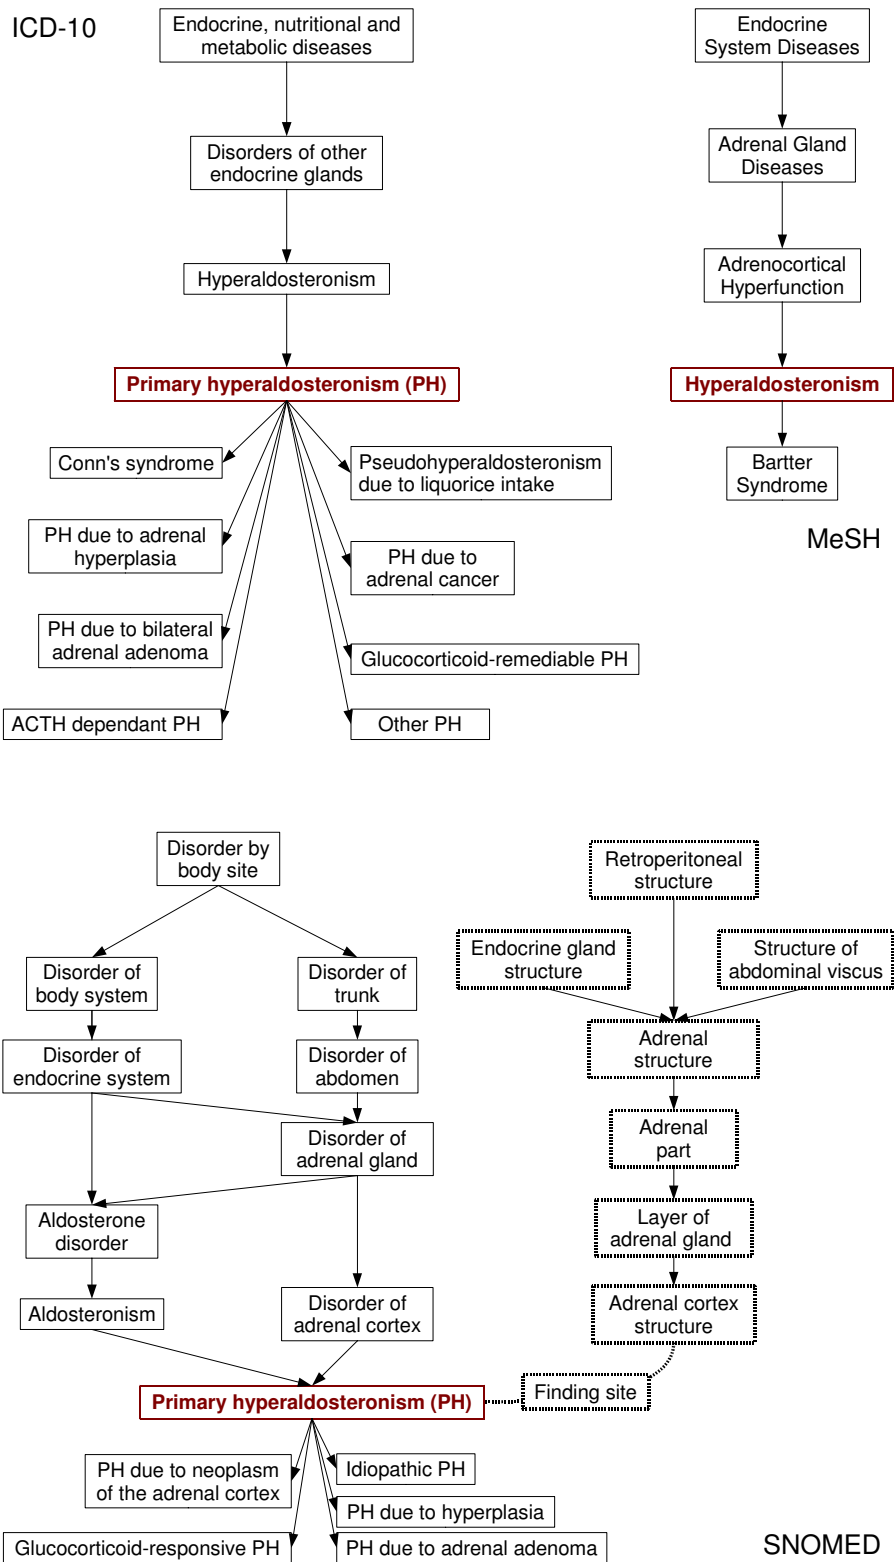 ICD-10
Endocrine, nutritional and
metabolic diseases
Disorders of other
endocrine glands
Hyperaldosteronism
Primary hyperaldosteronism (PH)
Conn's syndrome
Pseudohyperaldosteronism
due to liquorice intake
PH due to adrenal
hyperplasia
PH due to
adrenal cancer
PH due to bilateral
adrenal adenoma
Glucocorticoid-remediable PH
ACTH dependant PH
Other PH
Endocrine
System Diseases
Adrenal Gland
Diseases
Adrenocortical
Hyperfunction
Hyperaldosteronism
Bartter
Syndrome
MeSH
Disorder by
body site
Disorder of
body system
Disorder of
trunk
Disorder of
endocrine system
Disorder of
abdomen
Disorder of
adrenal gland
Aldosterone
disorder
Aldosteronism
Disorder of
adrenal cortex
Primary hyperaldosteronism (PH)
PH due to neoplasm
of the adrenal cortex
Idiopathic PH
PH due to hyperplasia
Glucocorticoid-responsive PH
PH due to adrenal adenoma
Retroperitoneal
structure
Endocrine gland
structure
Structure of
abdominal viscus
Adrenal
structure
Adrenal
part
Layer of
adrenal gland
Adrenal cortex
structure
Finding site
SNOMED